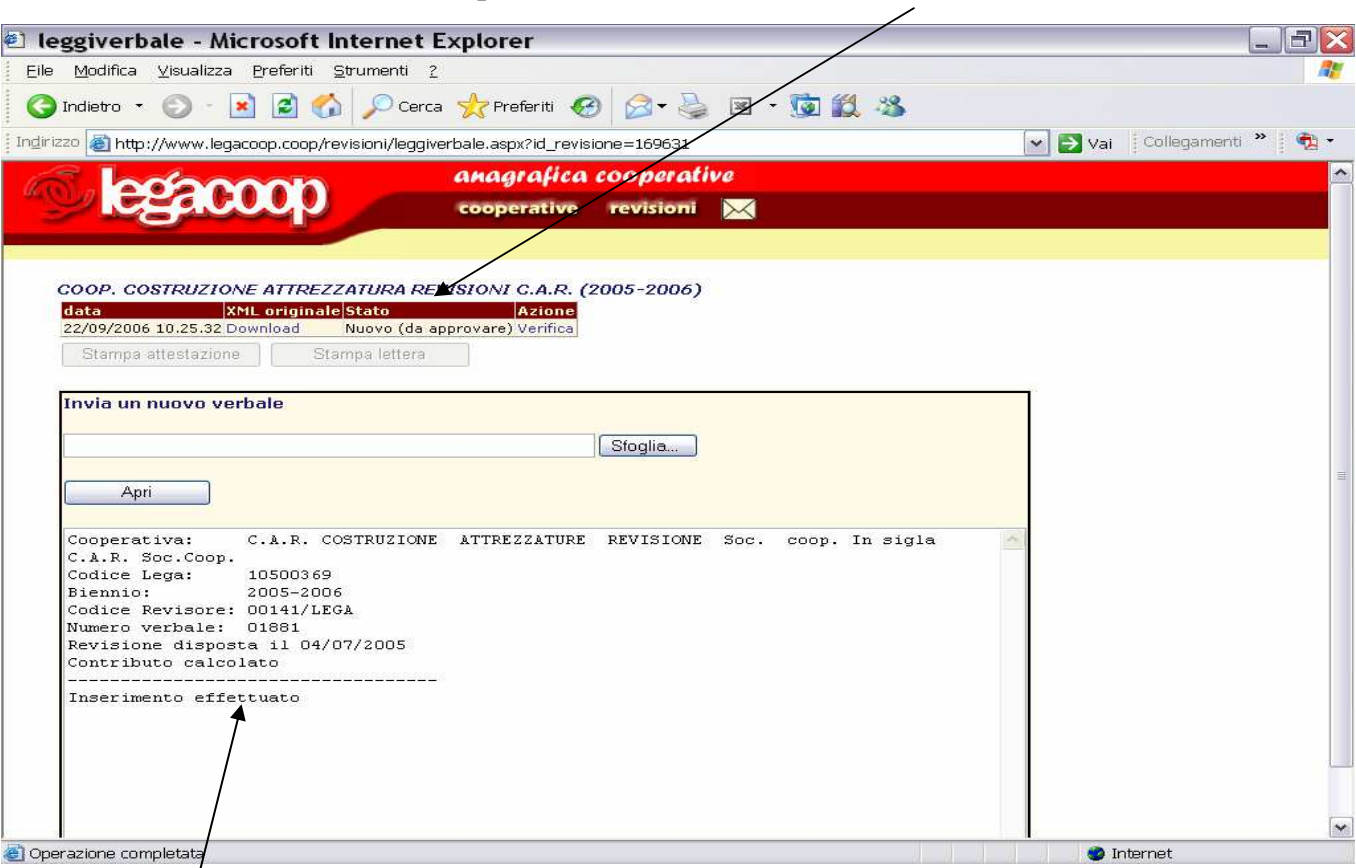 leggiverbale - Microsoft Internet Explorer
File Modifica Visualizza Preferiti Strumenti ?
Indietro Cerca Preferiti
Indirizzo http://www.legacoop.coop/revisioni/leggiverbale.aspx?id_revisione=169631 Vai Collegamenti »
legacoop
anagrafica cooperative
cooperative revisioni
COOP. COSTRUZIONE ATTREZZATURA REVISIONI C.A.R. (2005-2006)
data XML originale Stato Azione
22/09/2006 10.25.32 Download Nuovo (da approvare) Verifica
Stampa attestazione Stampa lettera
Invia un nuovo verbale
Sfoglia...
Apri
Cooperativa: C.A.R. COSTRUZIONE ATTREZZATURE REVISIONE Soc. coop. In sigla
C.A.R. Soc.Coop.
Codice Lega: 10500369
Biennio: 2005-2006
Codice Revisore: 00141/LEGA
Numero verbale: 01881
Revisione disposta il 04/07/2005
Contributo calcolato
-----------------------------------
Inserimento effettuato
Operazione completata Internet